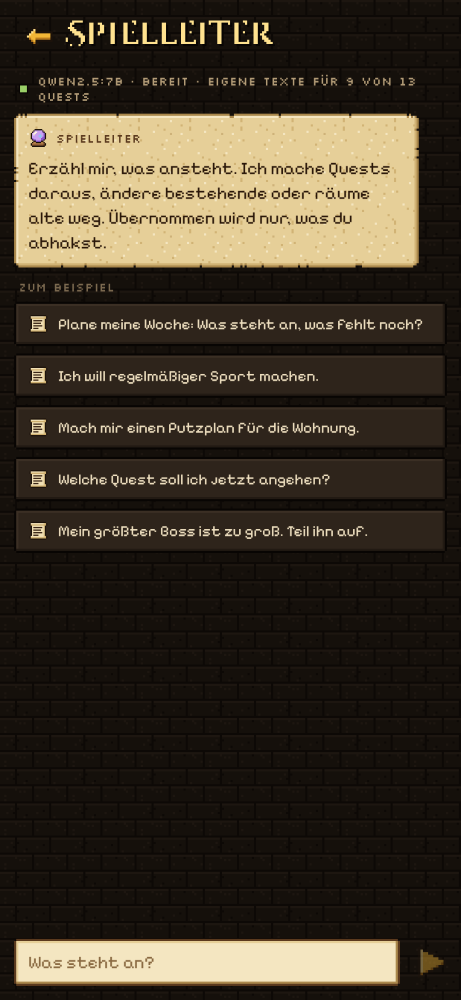 SPIELLEITER
QWEN2.5:7B · BEREIT · EIGENE TEXTE FÜR 9 VON 13
QUESTS
SPIELLEITER
Erzähl mir, was ansteht. Ich mache Quests
daraus, ändere bestehende oder räume
alte weg. Übernommen wird nur, was du
abhakst.
ZUM BEISPIEL
Plane meine Woche: Was steht an, was fehlt noch?
Ich will regelmäßiger Sport machen.
Mach mir einen Putzplan für die Wohnung.
Welche Quest soll ich jetzt angehen?
Mein größter Boss ist zu groß. Teil ihn auf.
Was steht an?